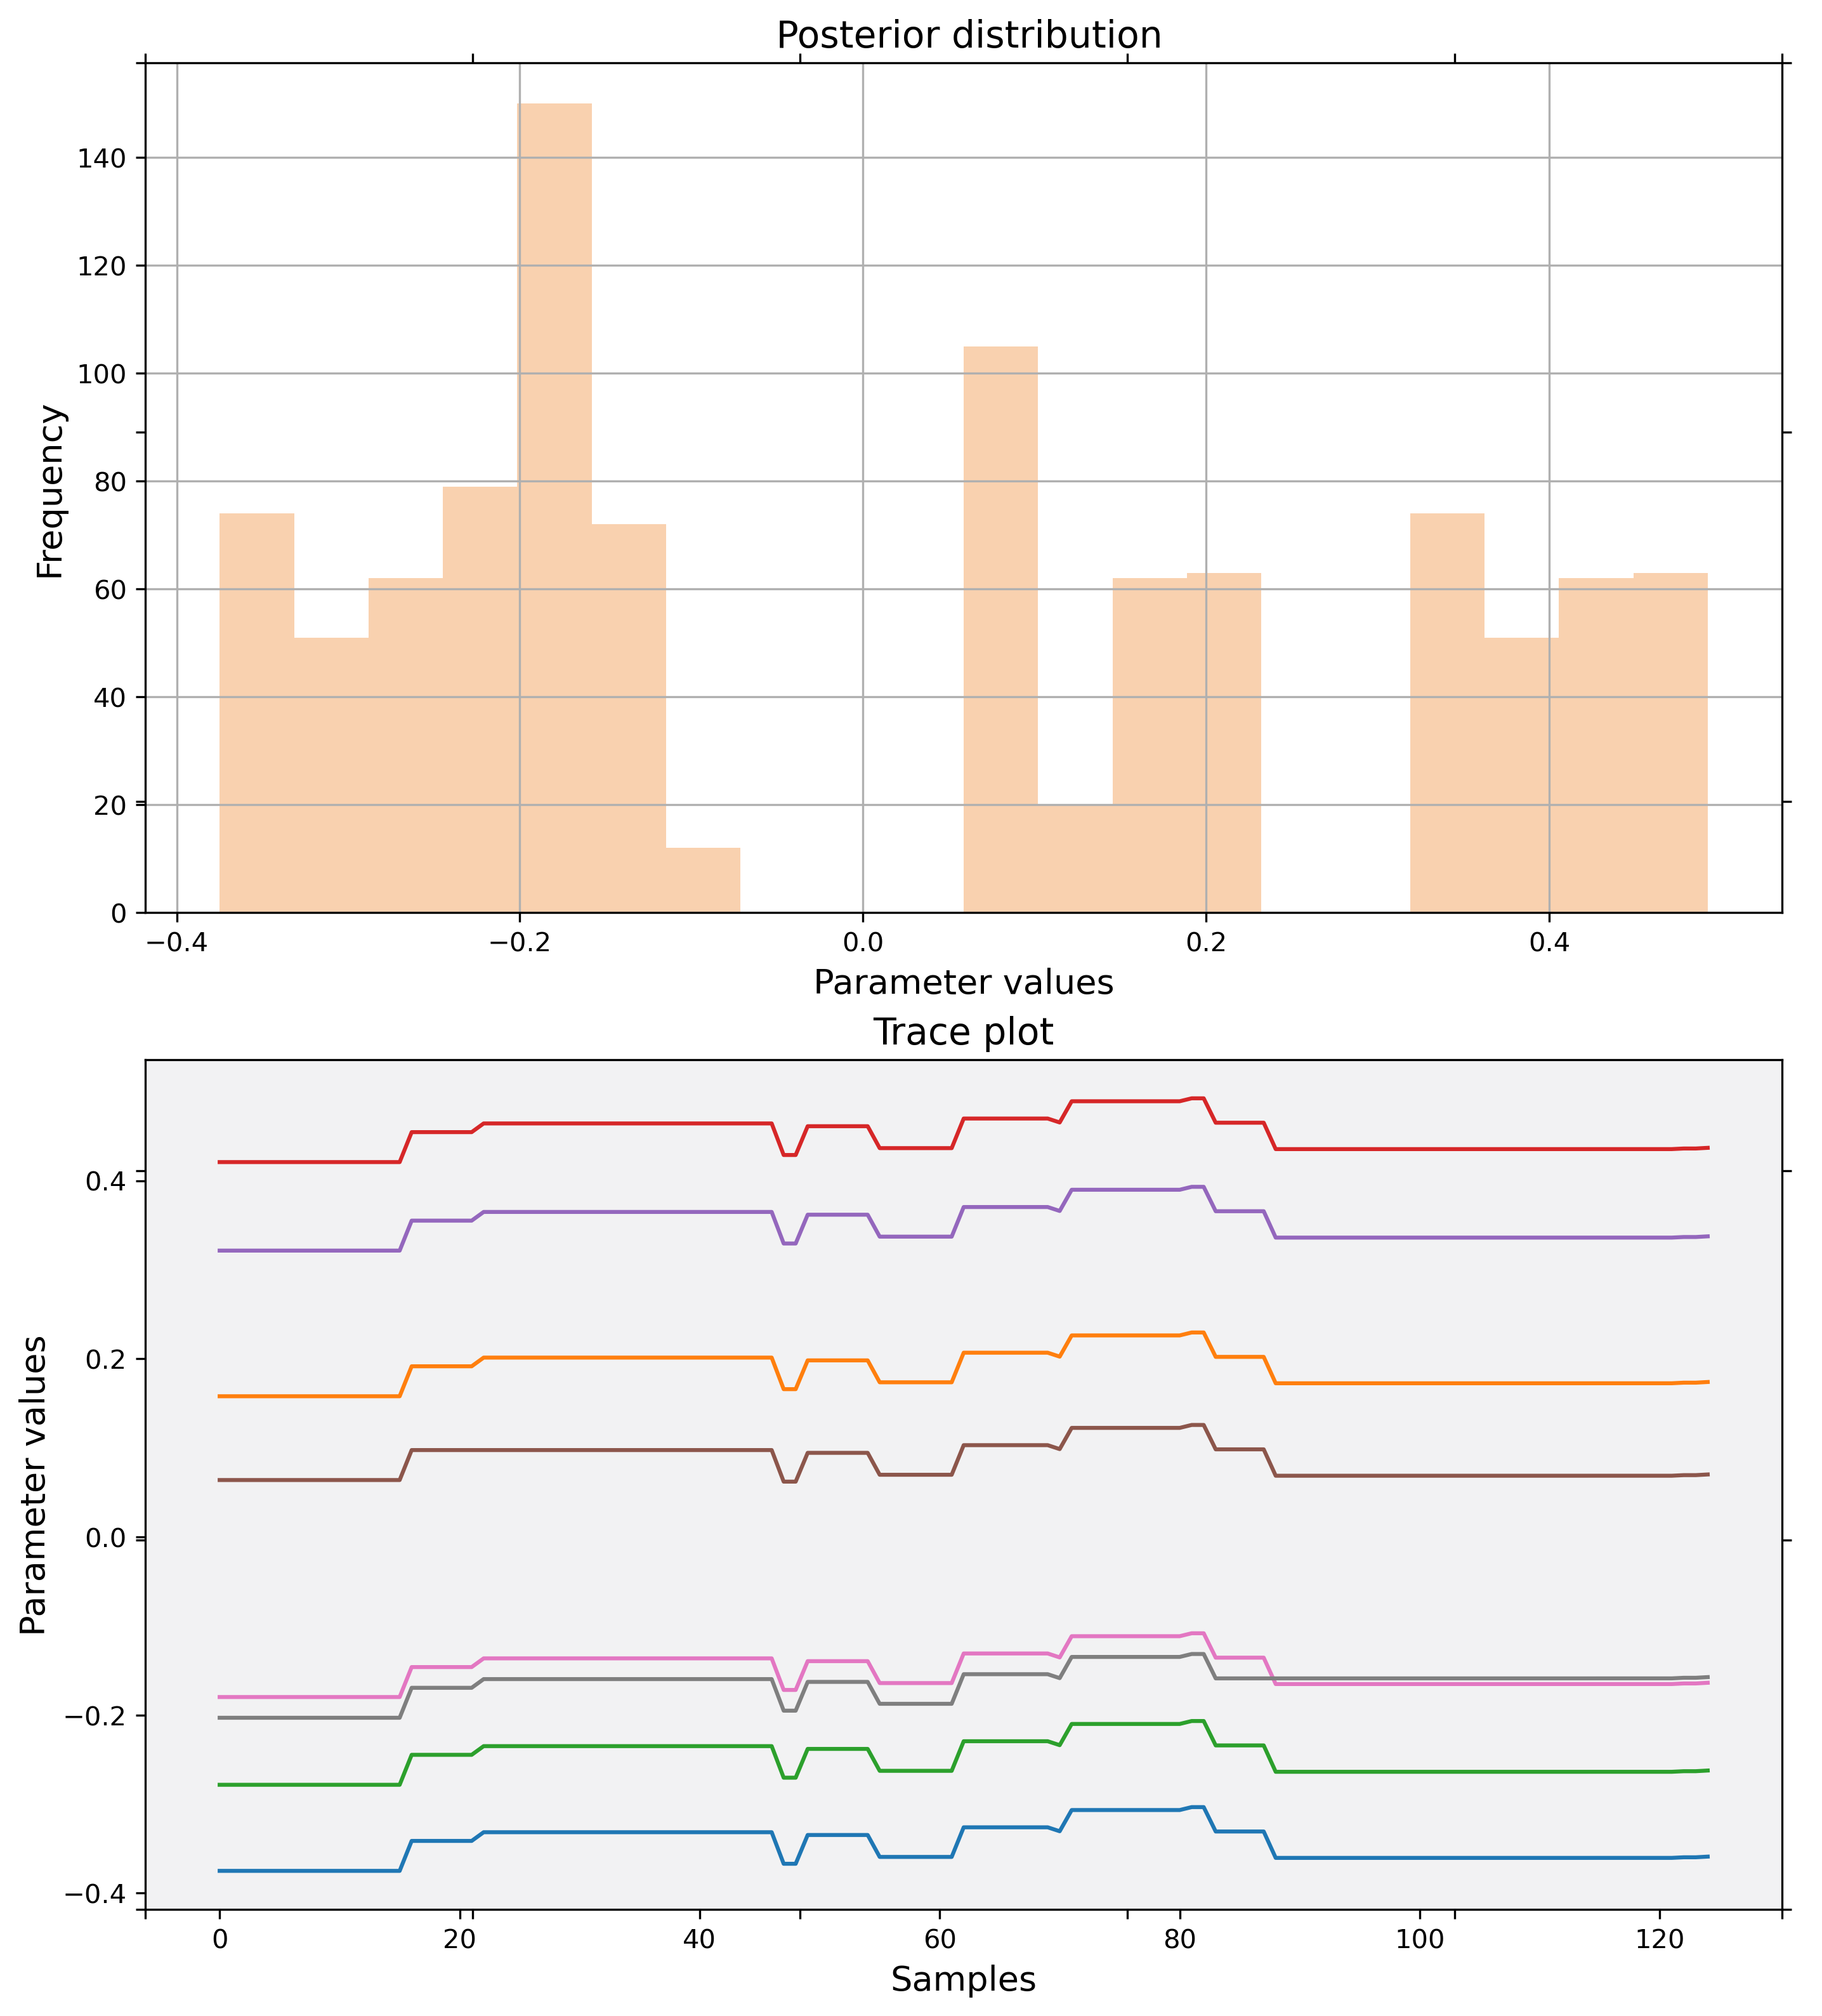 Posterior distribution
Frequency
140
120
100
80
60
40
20
0
−0.4 −0.2 0.0 0.2 0.4
Parameter values
Trace plot
Parameter values
0.4
0.2
0.0
−0.2
−0.4
0 20 40 60 80 100 120
Samples